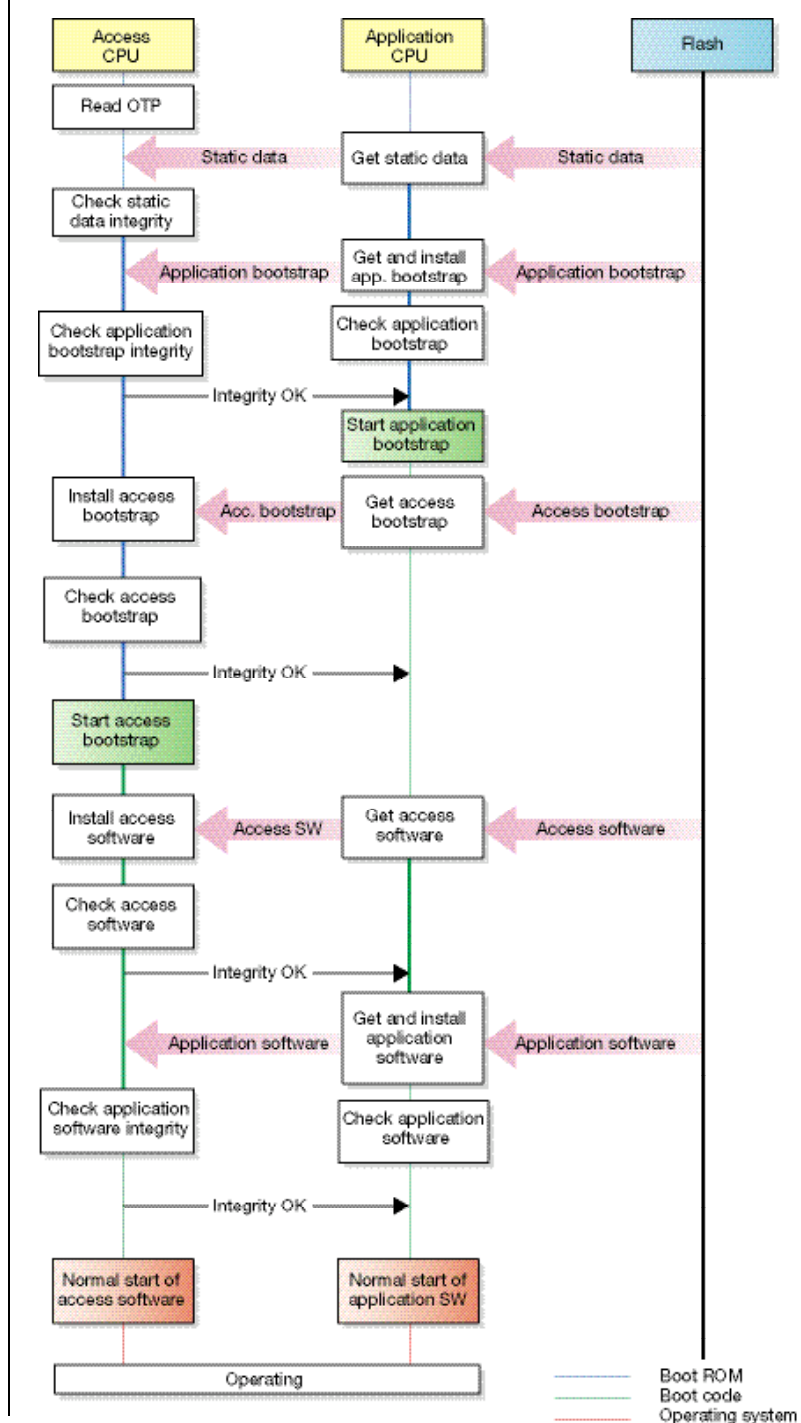 Access
CPU
Application
CPU
Flash
Read OTP
Static data
Get static data
Static data
Check static
data integrity
Application bootstrap
Get and install
app. bootstrap
Application bootstrap
Check application
bootstrap integrity
Check application
bootstrap
Integrity OK
Start application
bootstrap
Install access
bootstrap
Acc. bootstrap
Get access
bootstrap
Access bootstrap
Check access
bootstrap
Integrity OK
Start access
bootstrap
Install access
software
Access SW
Get access
software
Access software
Check access
software
Integrity OK
Application software
Get and install
application
software
Application software
Check application
software integrity
Check application
software
Integrity OK
Normal start of
access software
Normal start of
application SW
Operating
Boot ROM
Boot code
Operating system